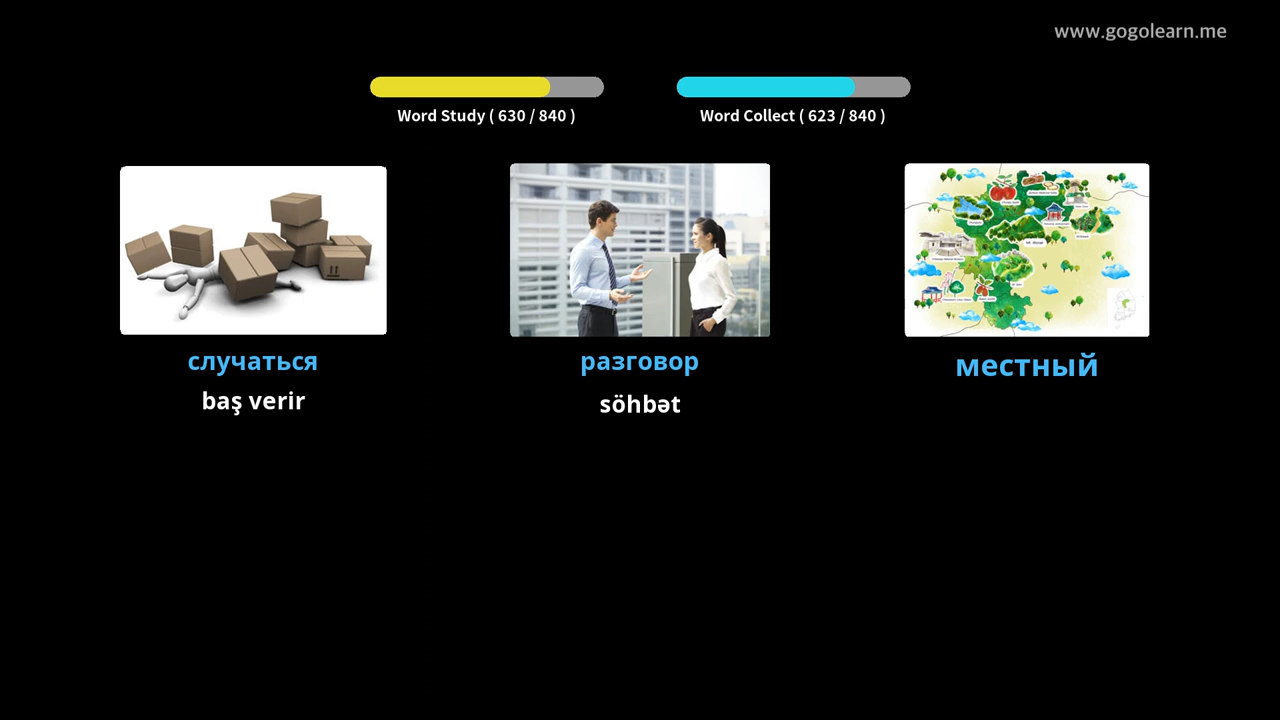 www.gogolearn.me
Word Study ( 630 / 840 )
Word Collect ( 623 / 840 )
случаться
baş verir
разговор
söhbət
местный